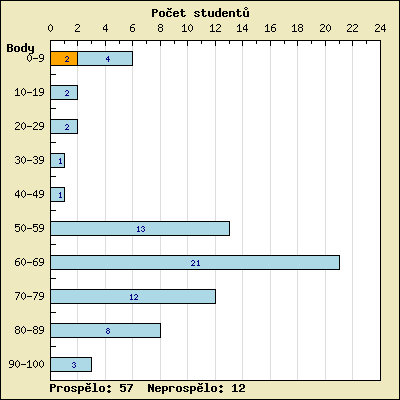 Počet studentů
0 2 4 6 8 10 12 14 16 18 20 22 24
Body
0-9 2 4
10-19 2
20-29 2
30-39 1
40-49 1
50-59 13
60-69 21
70-79 12
80-89 8
90-100 3
Prospělo: 57 Neprospělo: 12